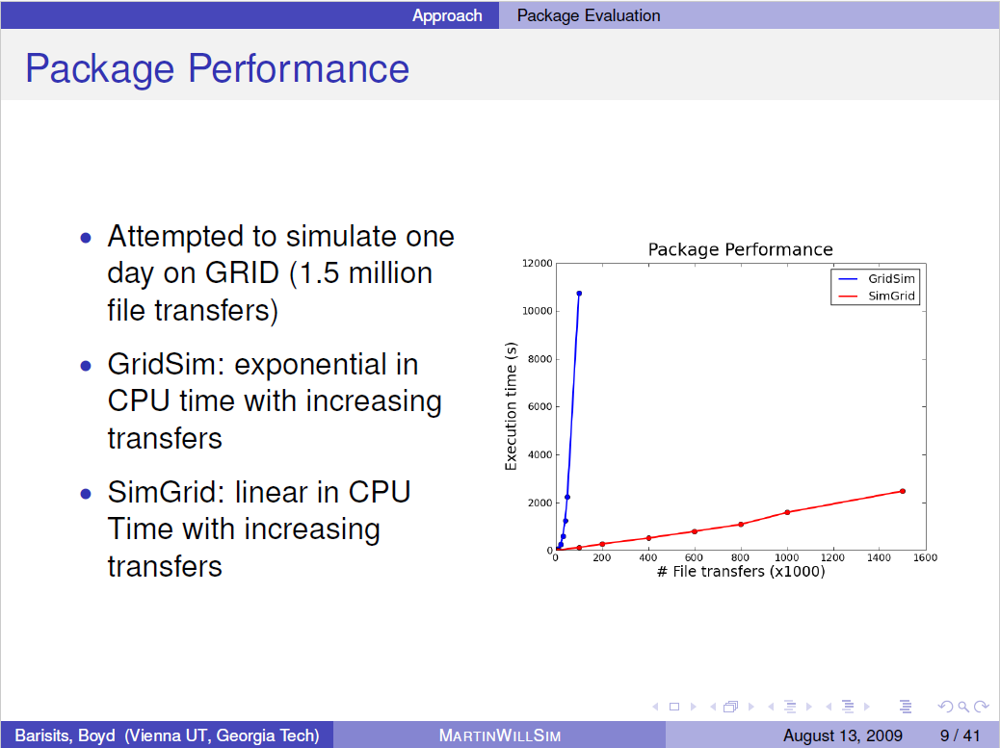 Approach Package Evaluation
Package Performance
• Attempted to simulate one
day on GRID (1.5 million
file transfers)
• GridSim: exponential in
CPU time with increasing
transfers
• SimGrid: linear in CPU
Time with increasing
transfers
Package Performance
GridSim
SimGrid
Execution time (s)
12000
10000
8000
6000
4000
2000
0
0 200 400 600 800 1000 1200 1400 1600
# File transfers (x1000)
Barisits, Boyd (Vienna UT, Georgia Tech) MARTINWILLSIM August 13, 2009 9 / 41